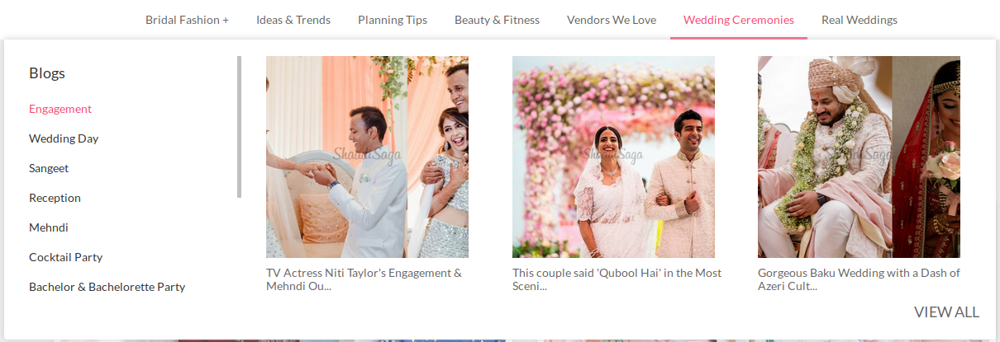 Bridal Fashion + Ideas & Trends Planning Tips Beauty & Fitness Vendors We Love Wedding Ceremonies Real Weddings
Blogs
Engagement
Wedding Day
Sangeet
Reception
Mehndi
Cocktail Party
Bachelor & Bachelorette Party
ShaadiSaga
TV Actress Niti Taylor's Engagement &
Mehndi Ou...
ShaadiSaga
This couple said 'Qubool Hai' in the Most
Sceni...
ShaadiSaga
Gorgeous Baku Wedding with a Dash of
Azeri Cult...
VIEW ALL